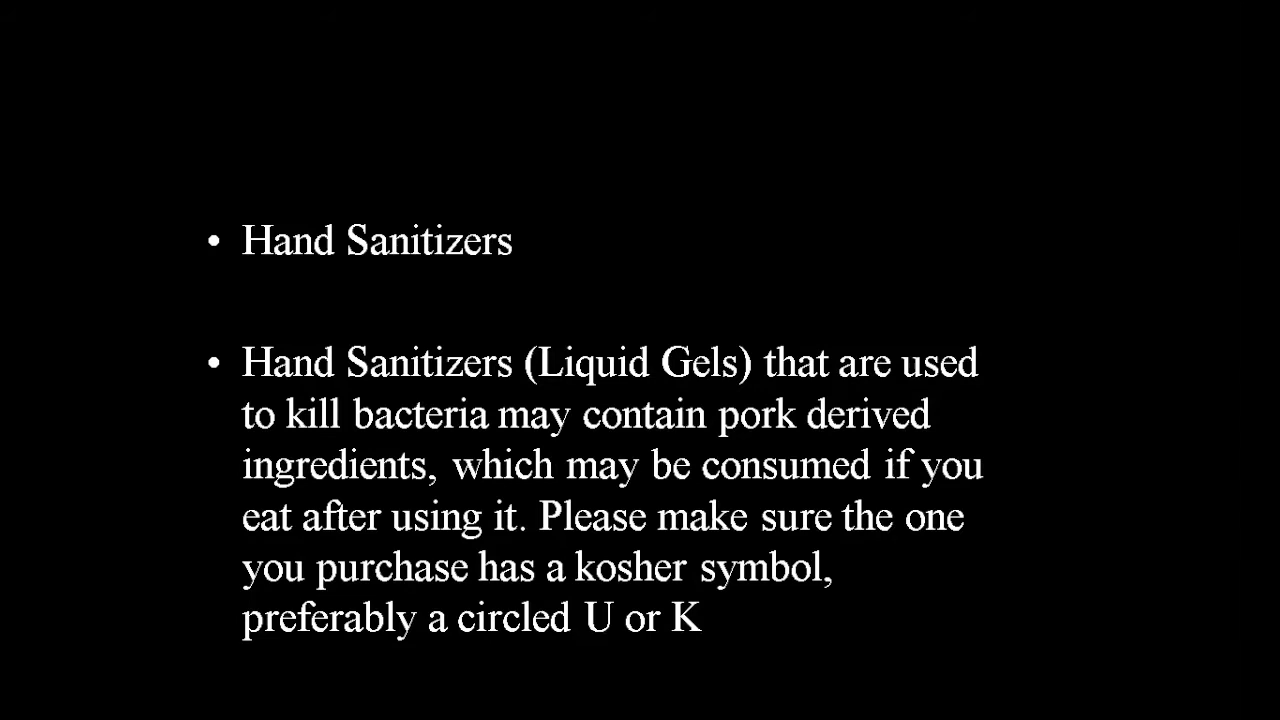 • Hand Sanitizers
• Hand Sanitizers (Liquid Gels) that are used
to kill bacteria may contain pork derived
ingredients, which may be consumed if you
eat after using it. Please make sure the one
you purchase has a kosher symbol,
preferably a circled U or K